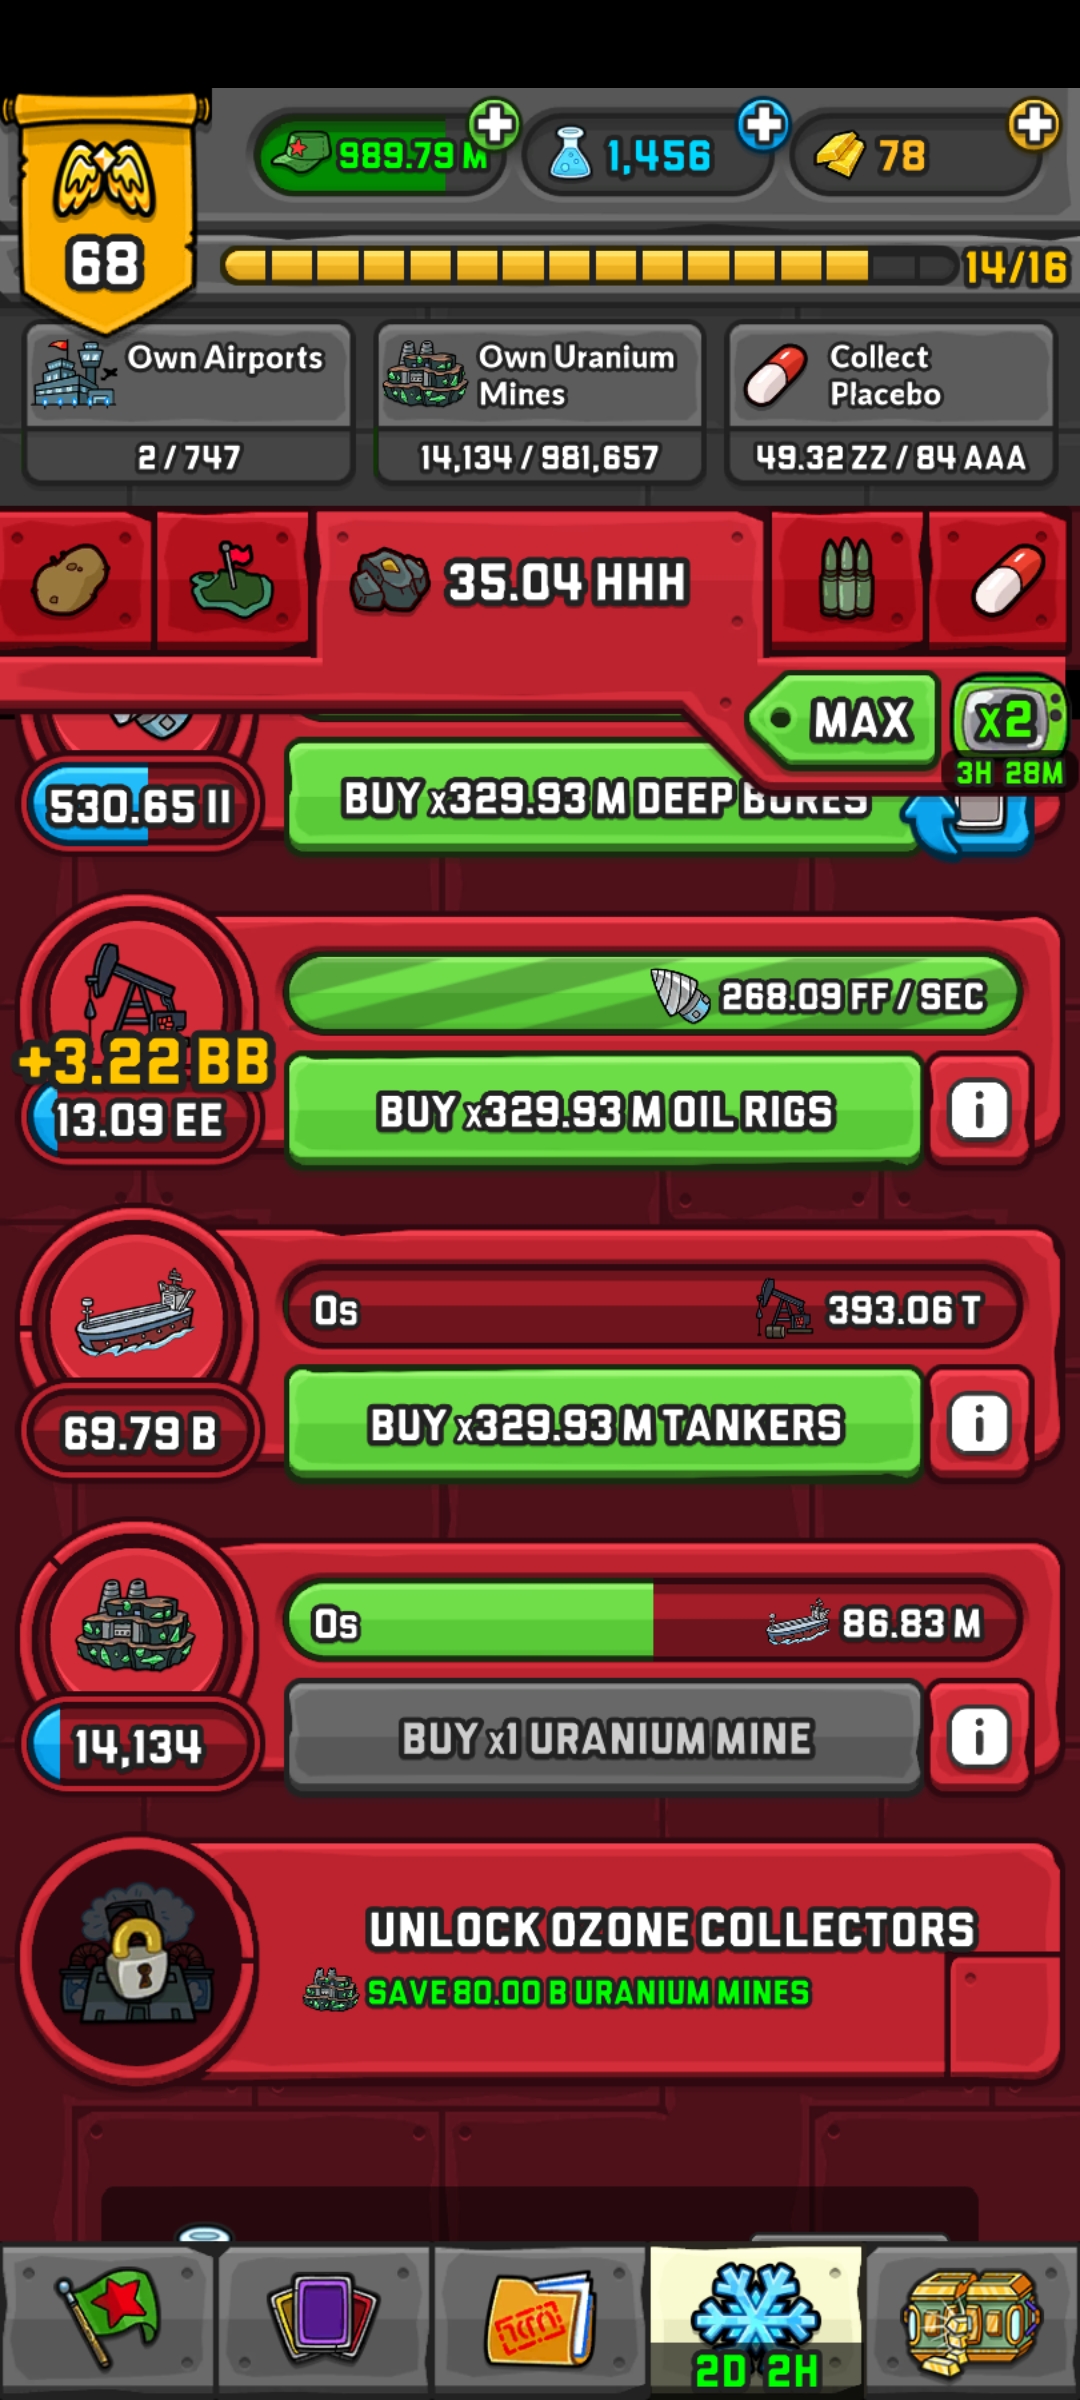 989.79 M
1,456
78
68
14/16
Own Airports
2 / 747
Own Uranium
Mines
14,134 / 981,657
Collect
Placebo
49.32 ZZ / 84 AAA
35.04 HHH
MAX
x2
3H 28M
530.65 II
BUY x329.93 M DEEP BORES
268.09 FF / SEC
+3.22 BB
13.09 EE
BUY x329.93 M OIL RIGS
i
0s
393.06 T
69.79 B
BUY x329.93 M TANKERS
i
0s
86.83 M
14,134
BUY x1 URANIUM MINE
i
UNLOCK OZONE COLLECTORS
SAVE 80.00 B URANIUM MINES
2D 2H